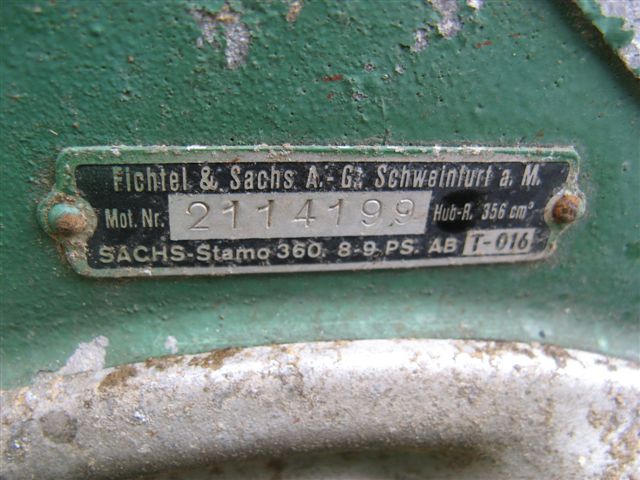 Fichtel & Sachs A.-G. Schweinfurt a. M.
Mot. Nr. 2114199 Hub-R. 356 cm³
SACHS-Stamo 360. 8-9 PS. AB T-016